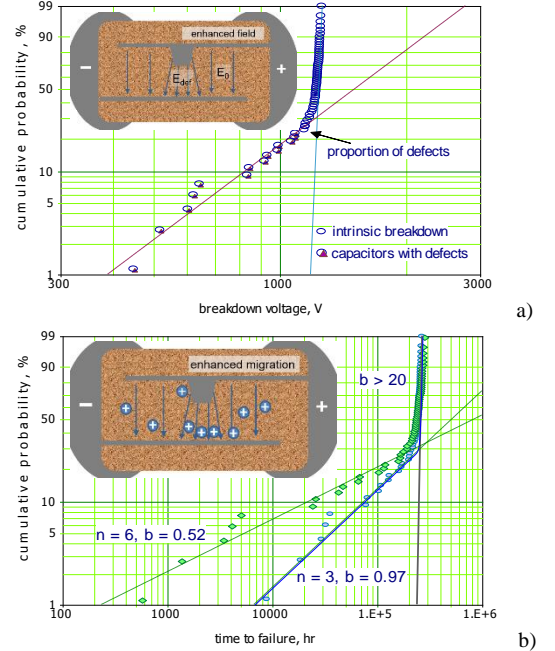 99
90
50
10
5
1
cumulative probability, %
enhanced field
−
+
E_def
E_0
proportion of defects
intrinsic breakdown
capacitors with defects
300
1000
3000
breakdown voltage, V
a)
99
90
50
10
5
1
cumulative probability, %
enhanced migration
−
+
b > 20
n = 6, b = 0.52
n = 3, b = 0.97
100
1000
10000
1.E+5
1.E+6
time to failure, hr
b)